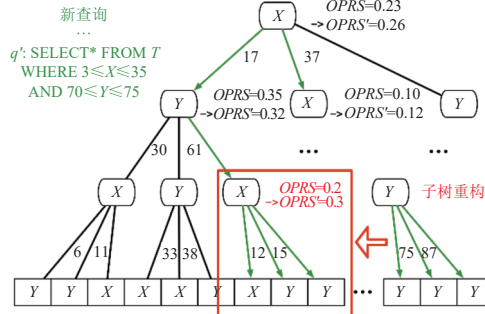 新查询
…
q′: SELECT* FROM T
WHERE 3≤X≤35
AND 70≤Y≤75
X
OPRS=0.23
→OPRS′=0.26
17
37
Y
OPRS=0.35
→OPRS′=0.32
X
OPRS=0.10
→OPRS′=0.12
Y
30
61
…
…
X
Y
X
OPRS=0.2
→OPRS′=0.3
Y
子树重构
6
11
33
38
12
15
75
87
Y Y X X X Y X Y Y … Y Y Y